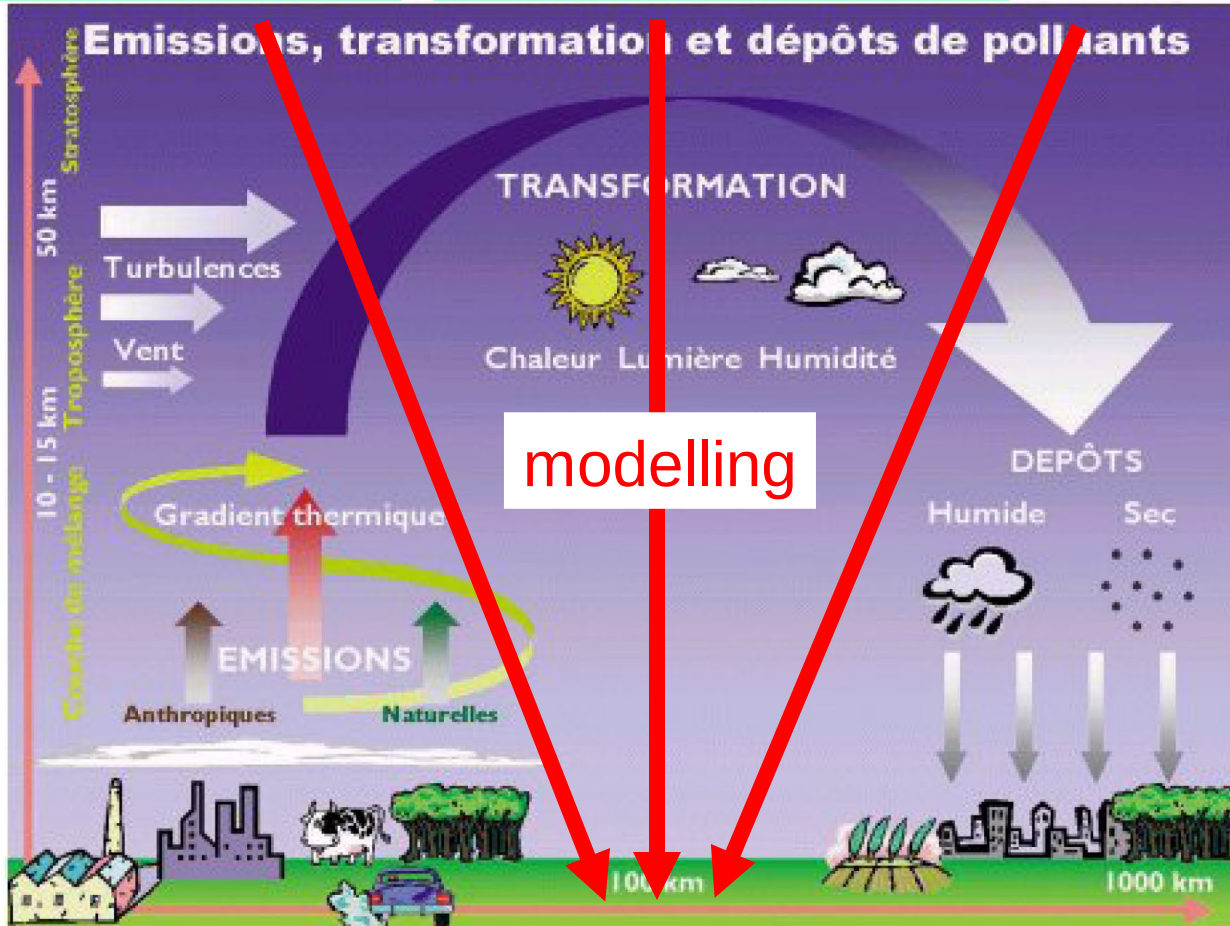 Emissions, transformation et dépôts de polluants
Stratosphère
50 km
Troposphère
10 - 15 km
Couche de mélange
Turbulences
Vent
TRANSFORMATION
Chaleur Lumière Humidité
modelling
Gradient thermique
EMISSIONS
Anthropiques
Naturelles
DEPÔTS
Humide Sec
100 km
1000 km